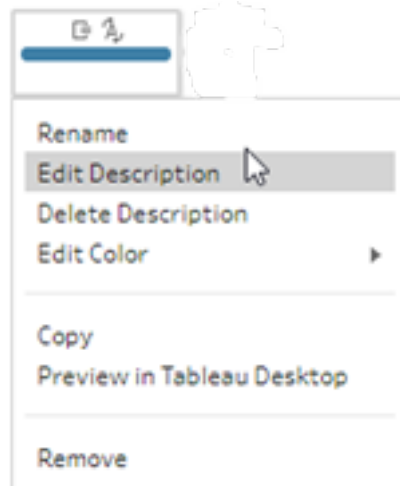 Rename
Edit Description
Delete Description
Edit Color
Copy
Preview in Tableau Desktop
Remove